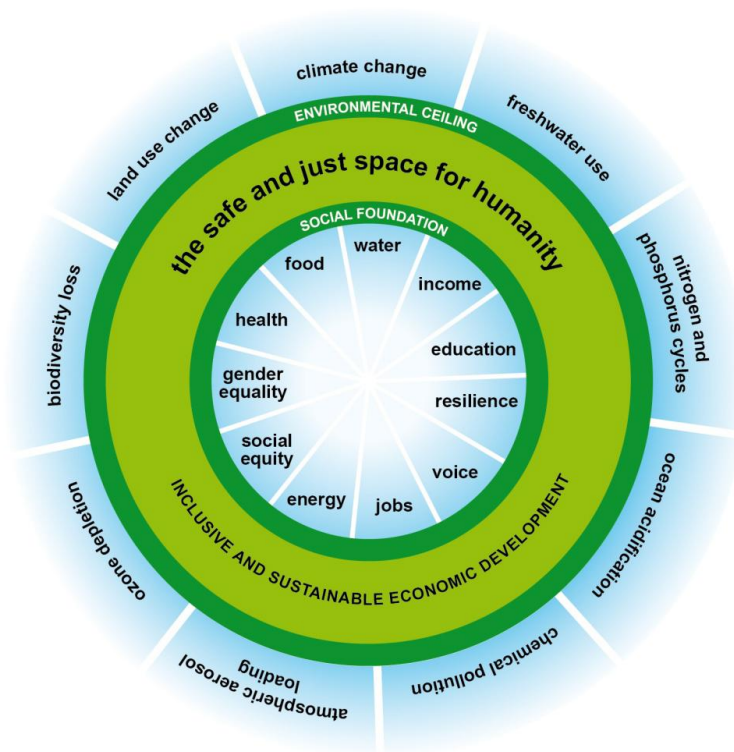 climate change
freshwater use
nitrogen and
phosphorus cycles
ocean acidification
chemical pollution
atmospheric aerosol
loading
ozone depletion
biodiversity loss
land use change
ENVIRONMENTAL CEILING
the safe and just space for humanity
SOCIAL FOUNDATION
water
income
education
resilience
voice
jobs
energy
social
equity
gender
equality
health
food
INCLUSIVE AND SUSTAINABLE ECONOMIC DEVELOPMENT